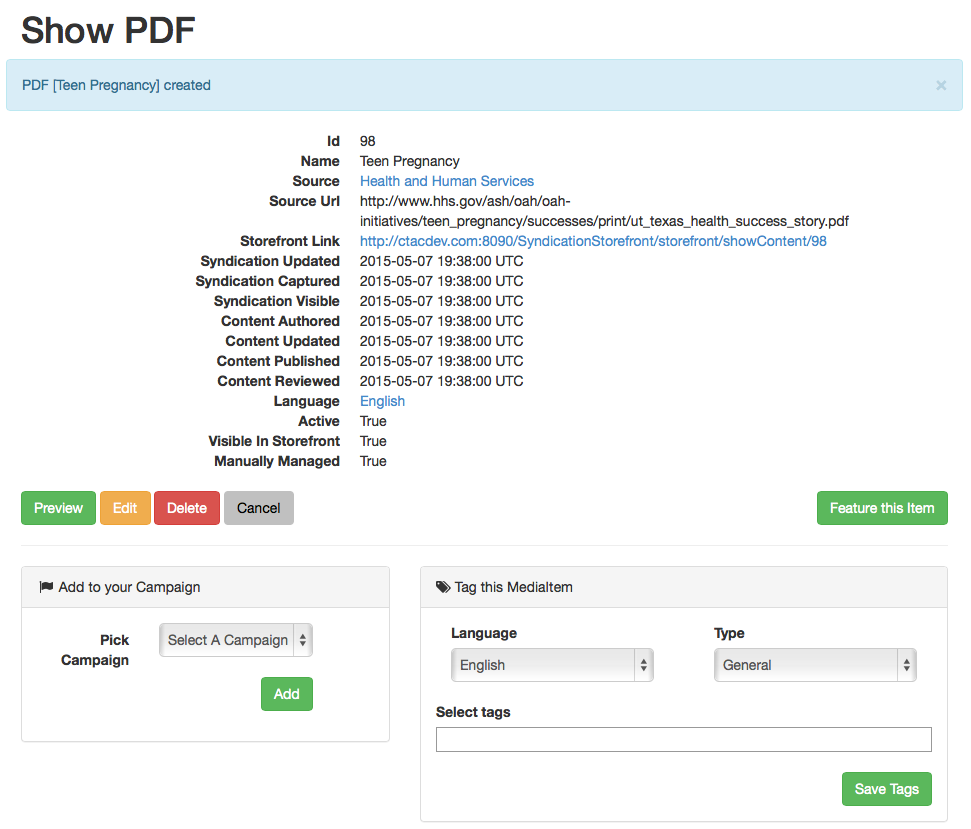 Show PDF
PDF [Teen Pregnancy] created ×
Id 98
Name Teen Pregnancy
Source Health and Human Services
Source Url http://www.hhs.gov/ash/oah/oah-
initiatives/teen_pregnancy/successes/print/ut_texas_health_success_story.pdf
Storefront Link http://ctacdev.com:8090/SyndicationStorefront/storefront/showContent/98
Syndication Updated 2015-05-07 19:38:00 UTC
Syndication Captured 2015-05-07 19:38:00 UTC
Syndication Visible 2015-05-07 19:38:00 UTC
Content Authored 2015-05-07 19:38:00 UTC
Content Updated 2015-05-07 19:38:00 UTC
Content Published 2015-05-07 19:38:00 UTC
Content Reviewed 2015-05-07 19:38:00 UTC
Language English
Active True
Visible In Storefront True
Manually Managed True
Preview Edit Delete Cancel Feature this Item
Add to your Campaign
Pick Campaign Select A Campaign
Add
Tag this MediaItem
Language Type
English General
Select tags
Save Tags